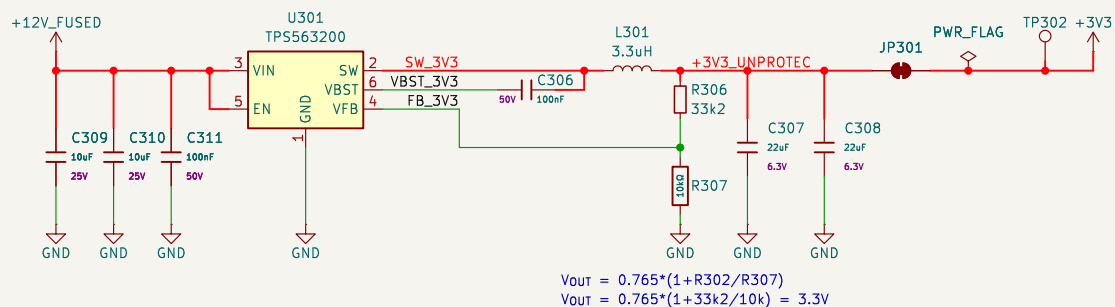 +12V_FUSED
U301
TPS563200
3
VIN
5
EN
GND
1
SW
2
VBST
6
VFB
4
SW_3V3
VBST_3V3
FB_3V3
C306
50V
100nF
L301
3.3uH
+3V3_UNPROTEC
JP301
PWR_FLAG
TP302
+3V3
R306
33k2
10kΩ
R307
C309
10uF
25V
C310
10uF
25V
C311
100nF
50V
C307
22uF
6.3V
C308
22uF
6.3V
GND
GND
GND
GND
GND
GND
GND
VOUT = 0.765*(1+R302/R307)
VOUT = 0.765*(1+33k2/10k) = 3.3V